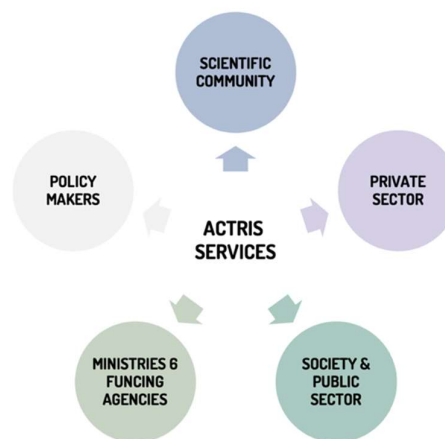 SCIENTIFIC
COMMUNITY
POLICY
MAKERS
PRIVATE
SECTOR
ACTRIS
SERVICES
MINISTRIES 6
FUNCING
AGENCIES
SOCIETY &
PUBLIC
SECTOR